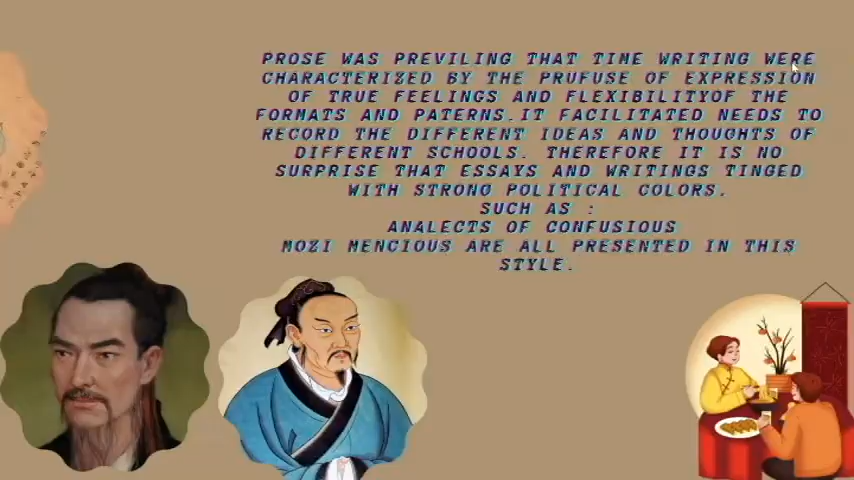 PROSE WAS PREVILING THAT TIME WRITING WERE
CHARACTERIZED BY THE PRUFUSE OF EXPRESSION
OF TRUE FEELINGS AND FLEXIBILITYOF THE
FORMATS AND PATERNS.IT FACILITATED NEEDS TO
RECORD THE DIFFERENT IDEAS AND THOUGHTS OF
DIFFERENT SCHOOLS. THEREFORE IT IS NO
SURPRISE THAT ESSAYS AND WRITINGS TINGED
WITH STRONG POLITICAL COLORS.
SUCH AS :
ANALECTS OF CONFUSIOUS
MOZI MENCIOUS ARE ALL PRESENTED IN THIS
STYLE.